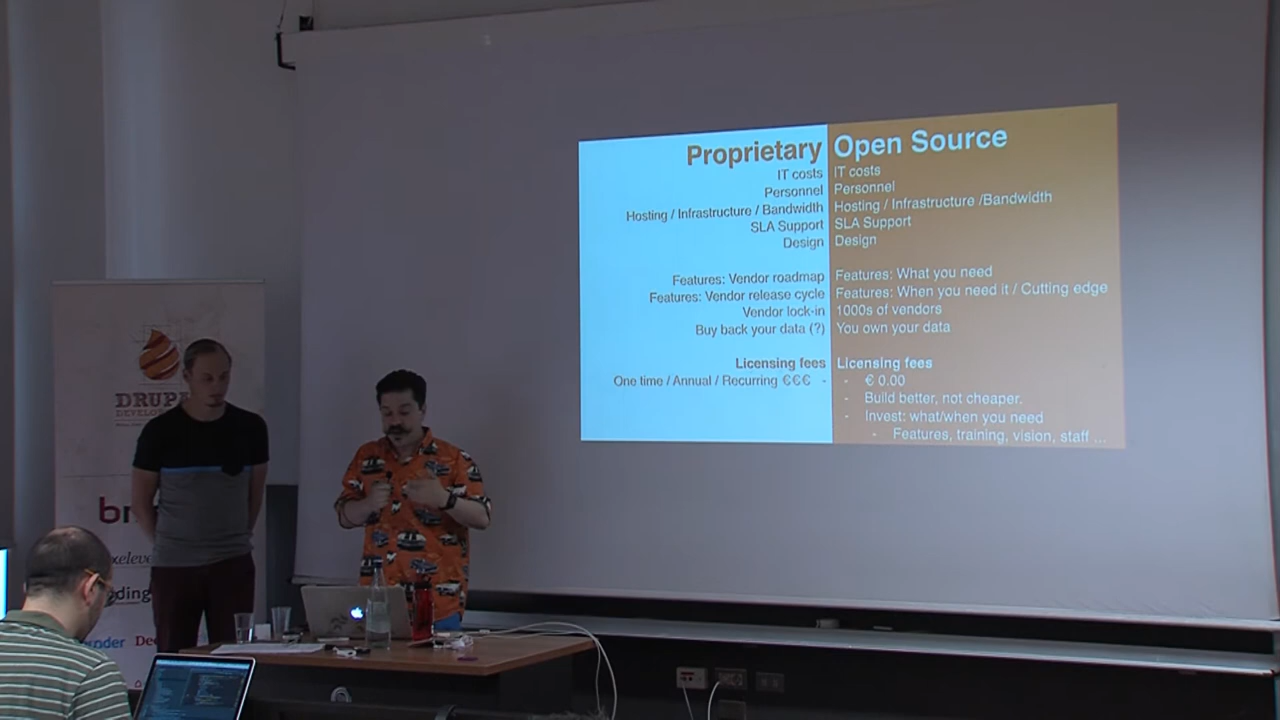 Proprietary
IT costs
Personnel
Hosting / Infrastructure / Bandwidth
SLA Support
Design
Features: Vendor roadmap
Features: Vendor release cycle
Vendor lock-in
Buy back your data (?)
Licensing fees
One time / Annual / Recurring €€€ -
Open Source
IT costs
Personnel
Hosting / Infrastructure /Bandwidth
SLA Support
Design
Features: What you need
Features: When you need it / Cutting edge
1000s of vendors
You own your data
Licensing fees
- € 0.00
- Build better, not cheaper.
- Invest: what/when you need
- Features, training, vision, staff ...